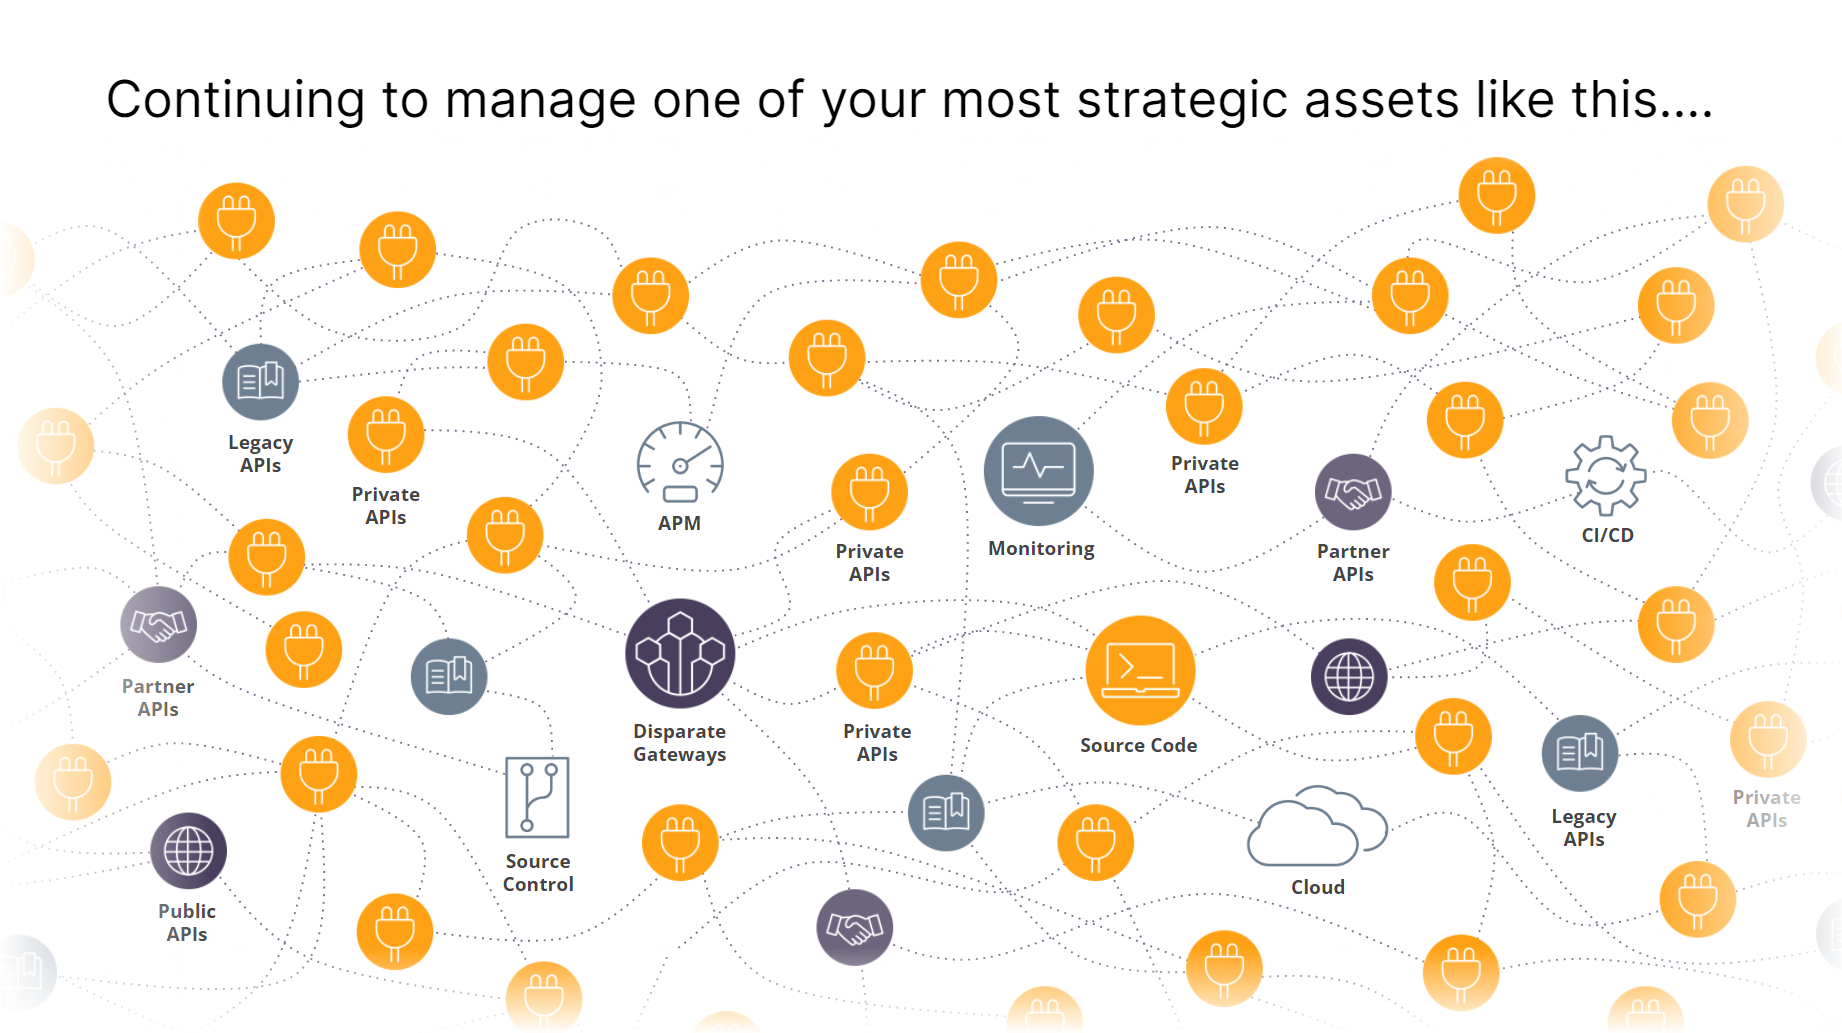 Continuing to manage one of your most strategic assets like this....
Legacy
APIs
Private
APIs
APM
Private
APIs
Monitoring
Private
APIs
Partner
APIs
CI/CD
Partner
APIs
Disparate
Gateways
Private
APIs
Source Code
Source
Control
Cloud
Legacy
APIs
Private
APIs
Public
APIs